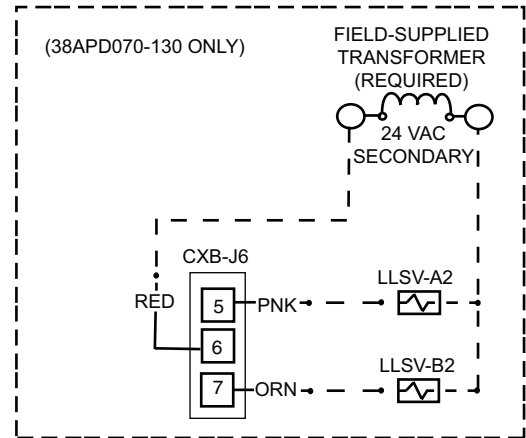 (38APD070-130 ONLY)
FIELD-SUPPLIED
TRANSFORMER
(REQUIRED)
24 VAC
SECONDARY
CXB-J6
RED
5
PNK
LLSV-A2
6
7
ORN
LLSV-B2